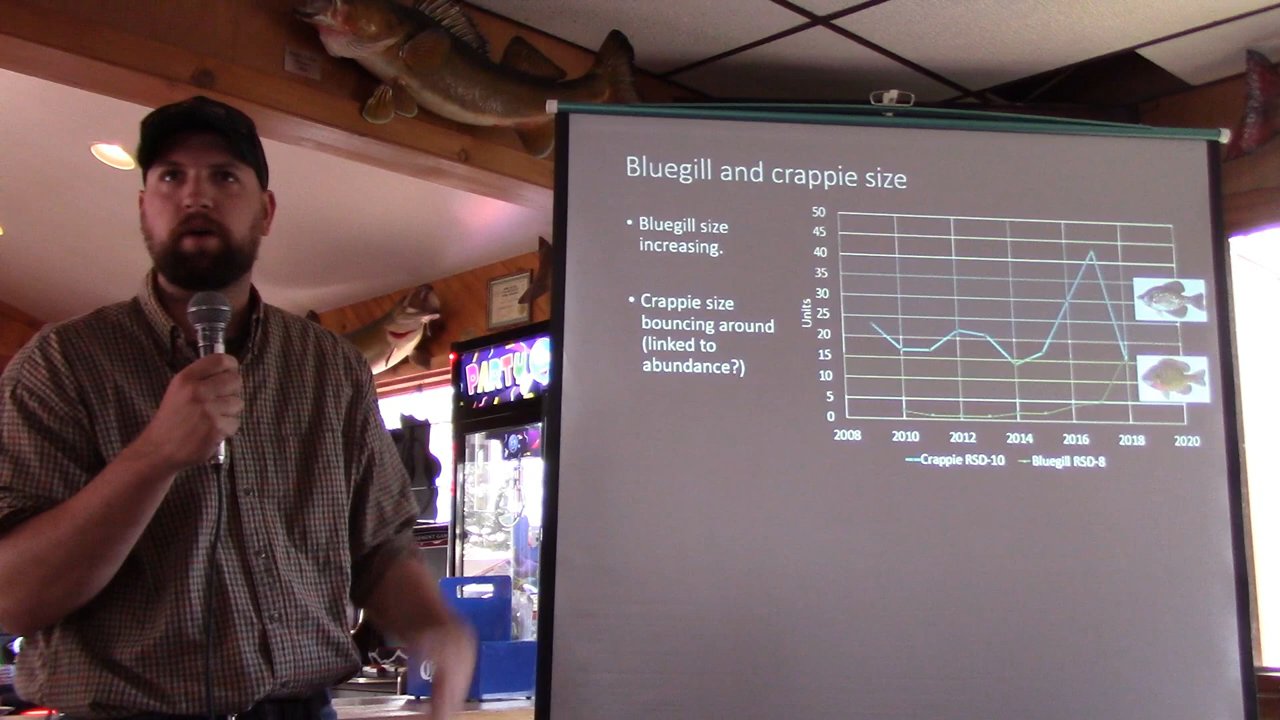 Bluegill and crappie size
• Bluegill size
increasing.
• Crappie size
bouncing around
(linked to
abundance?)
50
45
40
35
30
25
20
15
10
5
0
Units
2008 2010 2012 2014 2016 2018 2020
Crappie RSD-10 Bluegill RSD-8
PARTY